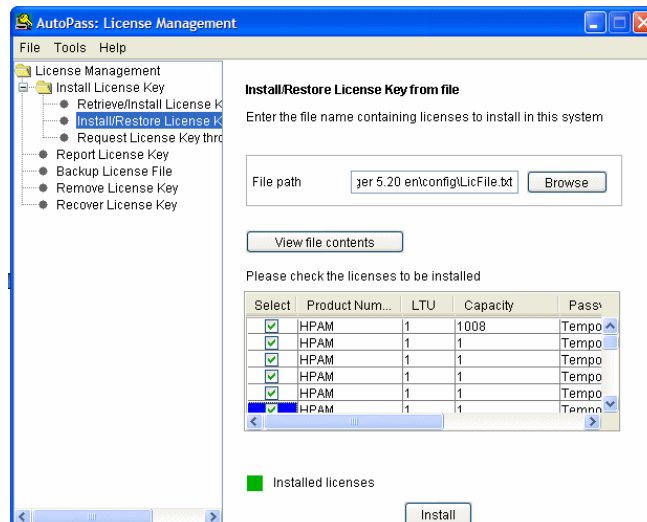 AutoPass: License Management
File Tools Help
License Management
Install License Key
Retrieve/Install License K
Install/Restore License K
Request License Key thro
Report License Key
Backup License File
Remove License Key
Recover License Key
Install/Restore License Key from file
Enter the file name containing licenses to install in this system
File path ger 5.20 en\config\LicFile.txt Browse
View file contents
Please check the licenses to be installed
Select Product Num... LTU Capacity Passv
HPAM 1 1008 Tempo
HPAM 1 1 Tempo
HPAM 1 1 Tempo
HPAM 1 1 Tempo
HPAM 1 1 Tempo
HPAM 1 1 Tempo
Installed licenses
Install